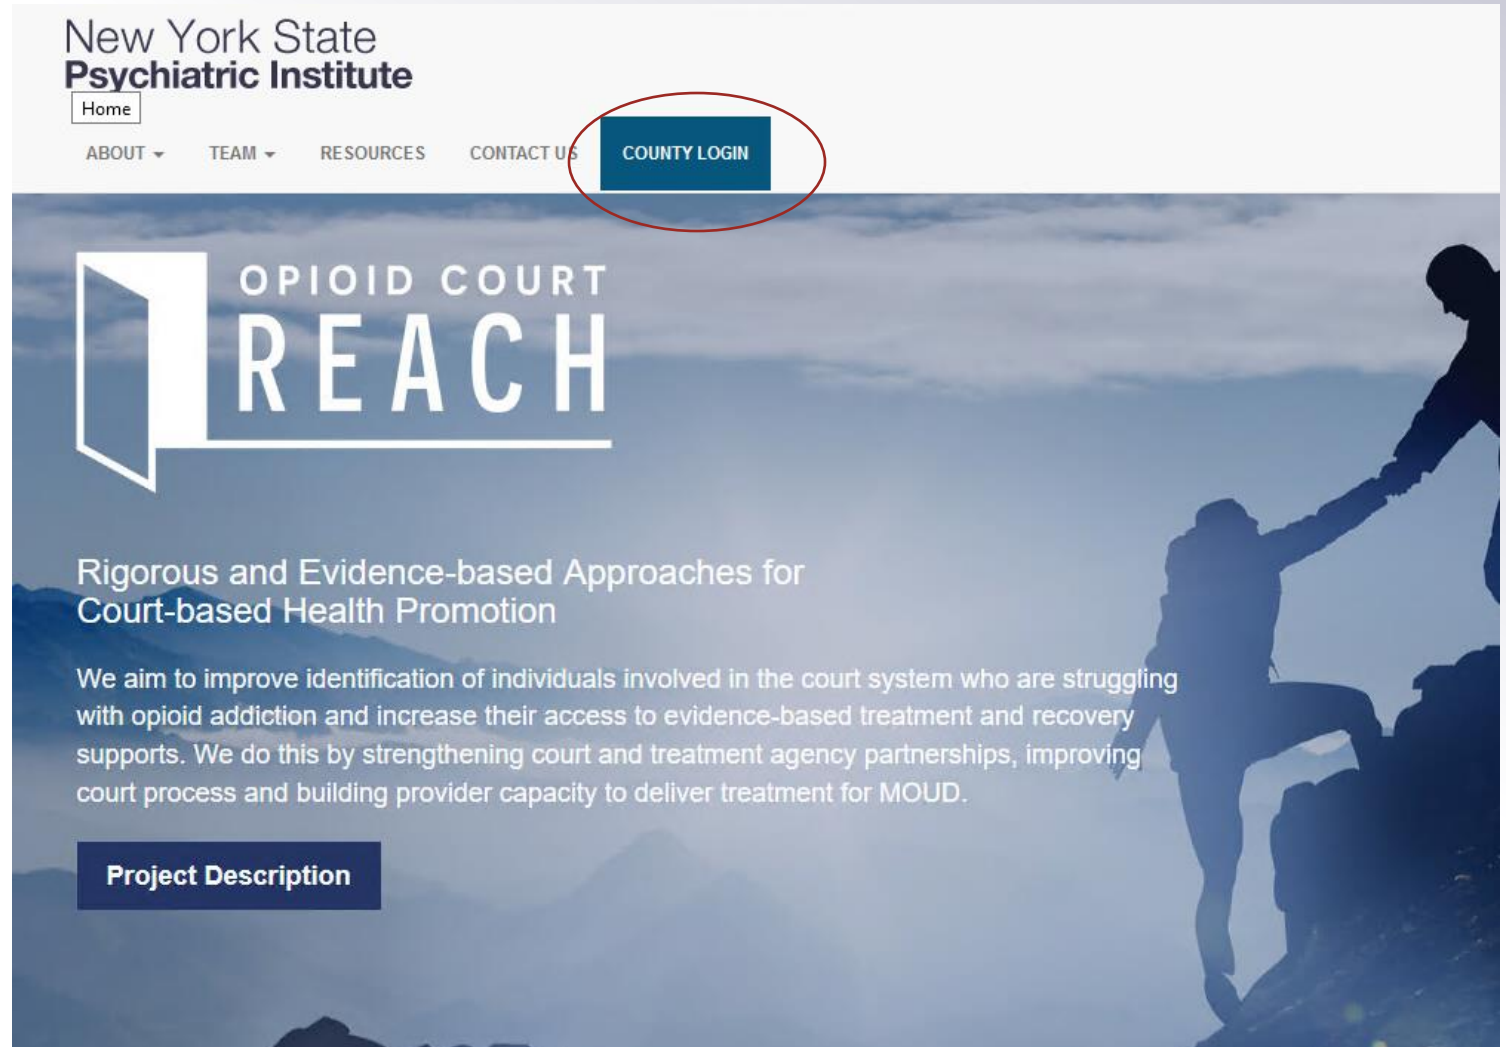 New York State
Psychiatric Institute
Home
ABOUT TEAM RESOURCES CONTACT US COUNTY LOGIN
OPIOID COURT
REACH
Rigorous and Evidence-based Approaches for
Court-based Health Promotion
We aim to improve identification of individuals involved in the court system who are struggling
with opioid addiction and increase their access to evidence-based treatment and recovery
supports. We do this by strengthening court and treatment agency partnerships, improving
court process and building provider capacity to deliver treatment for MOUD.
Project Description